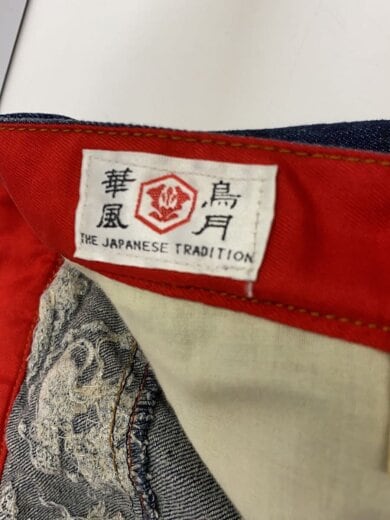 華鳥
風月
THE JAPANESE TRADITION